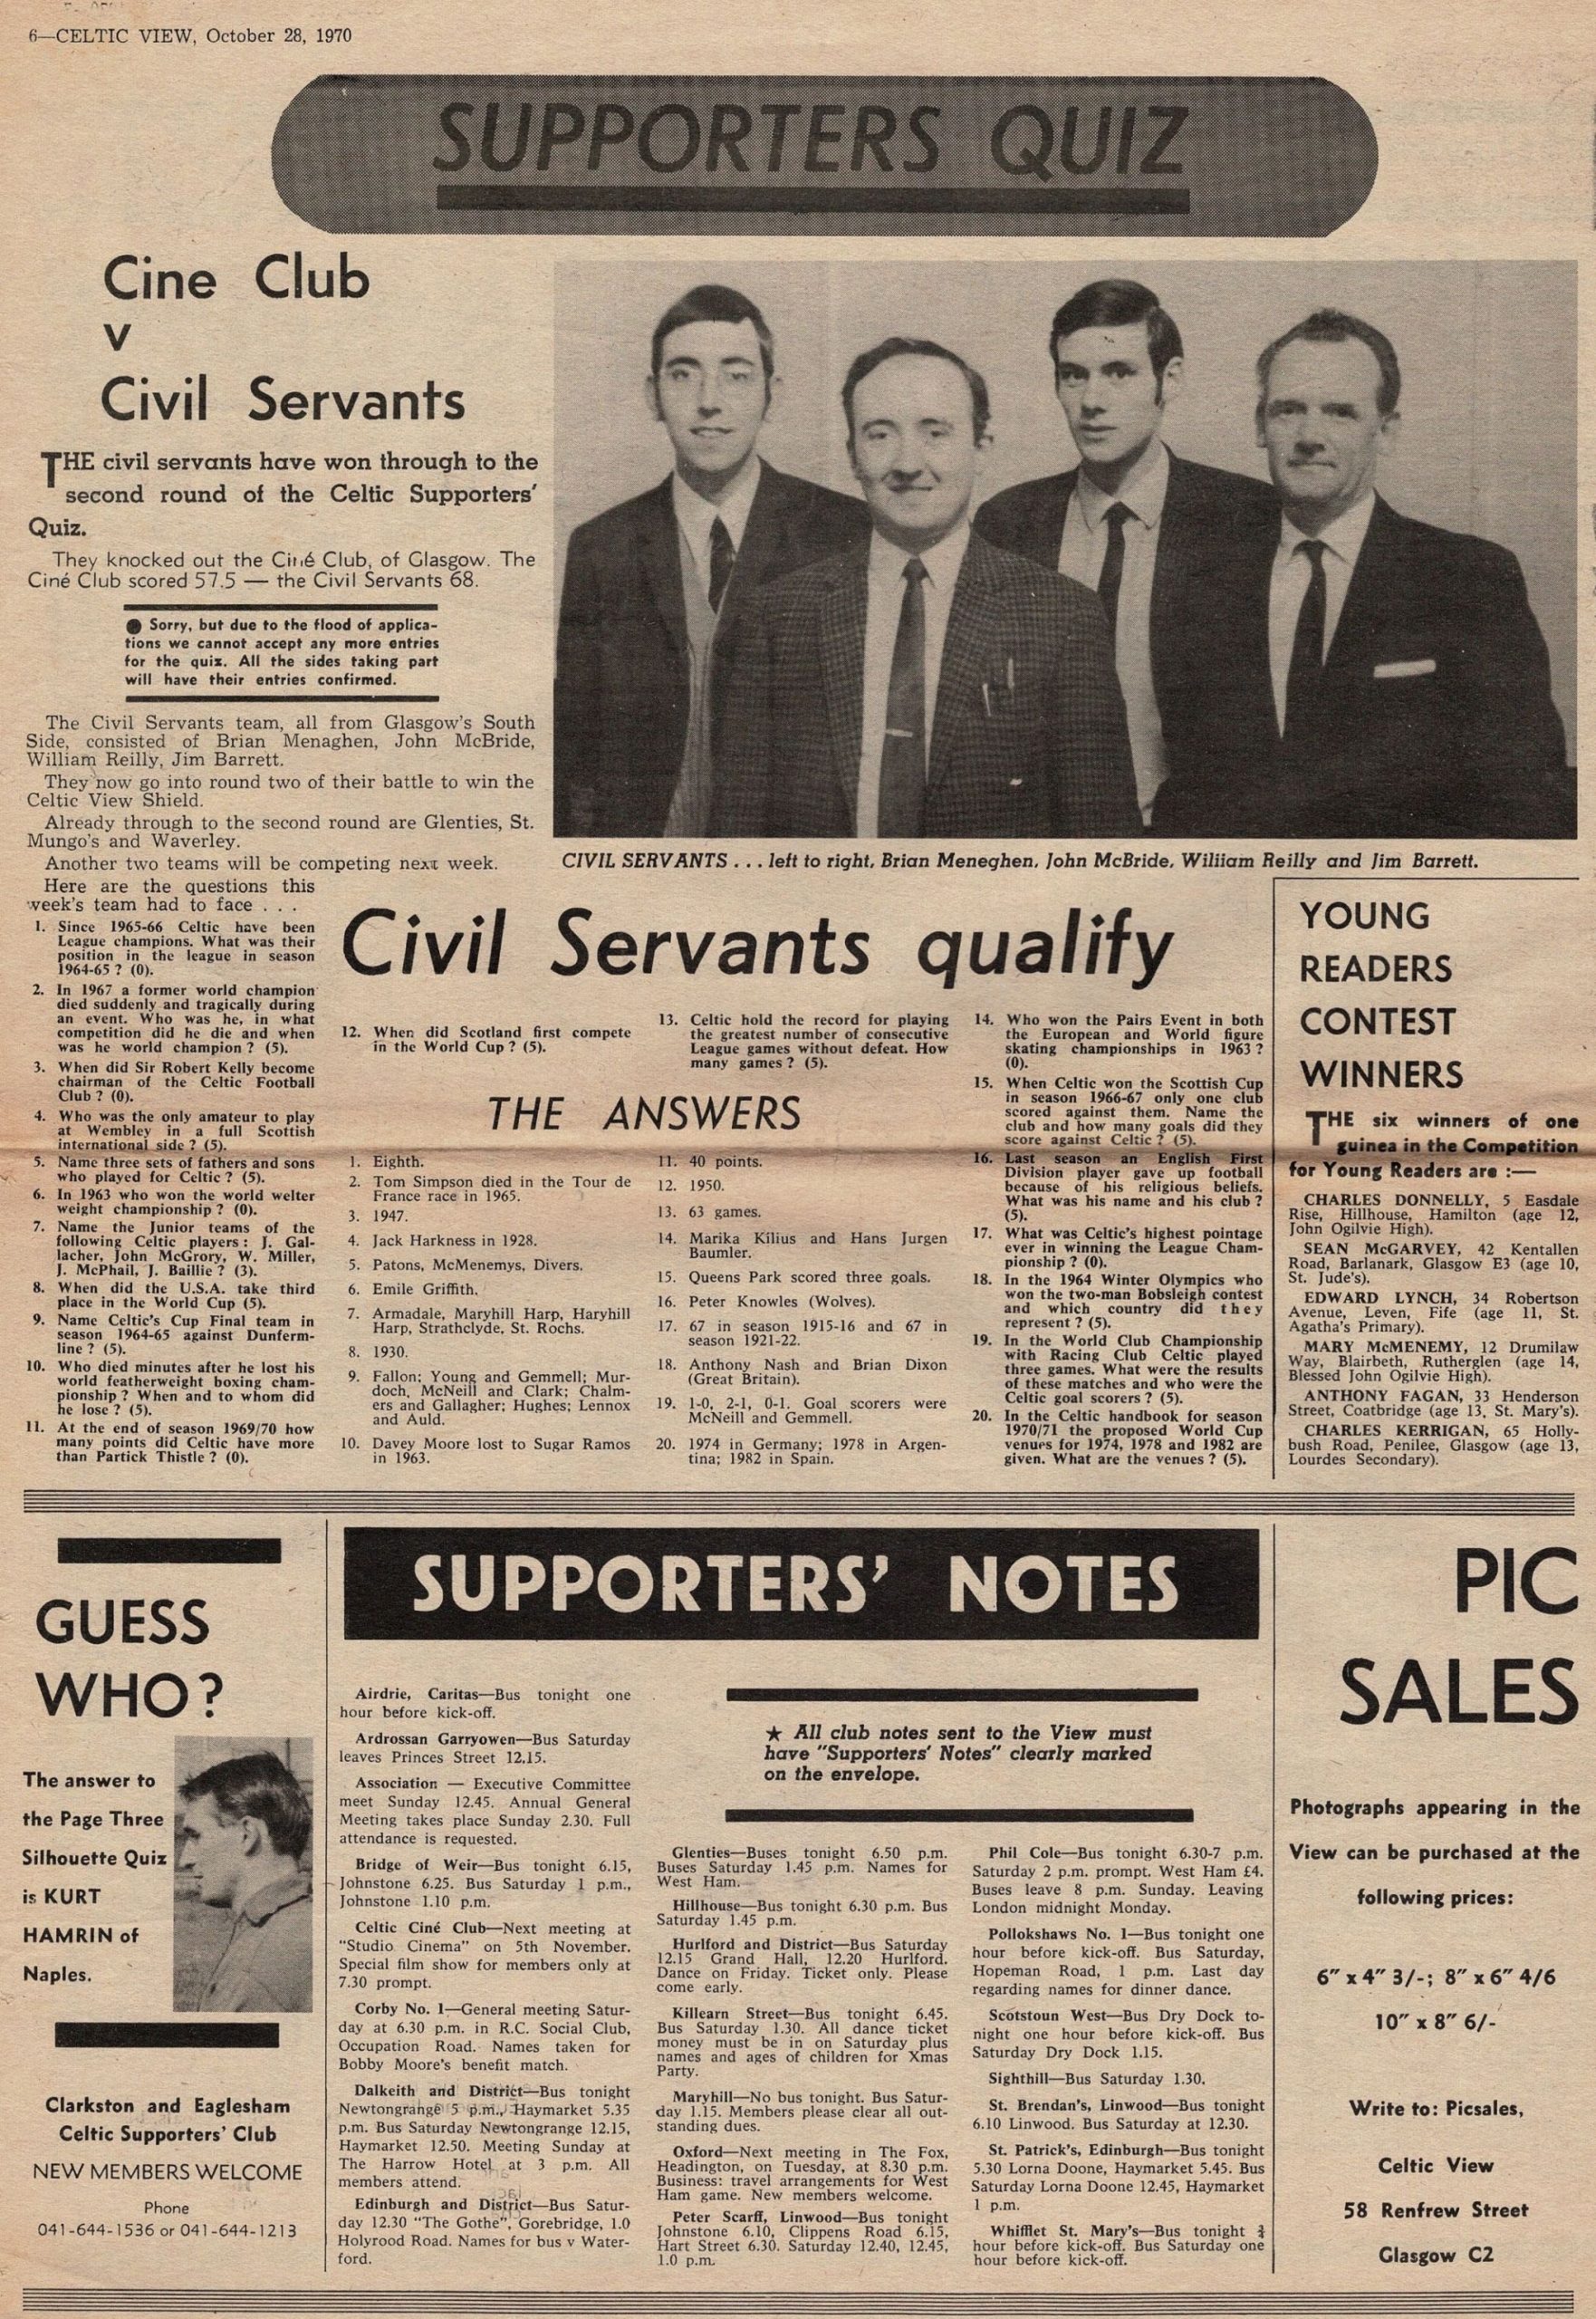 6—CELTIC VIEW, October 28, 1970
SUPPORTERS QUIZ
Cine Club
v
Civil Servants
THE civil servants have won through to the
second round of the Celtic Supporters'
Quiz.
They knocked out the Ciné Club, of Glasgow. The
Ciné Club scored 57.5 — the Civil Servants 68.
● Sorry, but due to the flood of applica-
tions we cannot accept any more entries
for the quiz. All the sides taking part
will have their entries confirmed.
The Civil Servants team, all from Glasgow's South
Side, consisted of Brian Menaghen, John McBride,
William Reilly, Jim Barrett.
They now go into round two of their battle to win the
Celtic View Shield.
Already through to the second round are Glenties, St.
Mungo's and Waverley.
Another two teams will be competing next week.
Here are the questions this
week's team had to face . . .
CIVIL SERVANTS . . . left to right, Brian Meneghen, John McBride, Wiliiam Reilly and Jim Barrett.
Civil Servants qualify
1. Since 1965-66 Celtic have been
League champions. What was their
position in the league in season
1964-65 ? (0).
2. In 1967 a former world champion
died suddenly and tragically during
an event. Who was he, in what
competition did he die and when
was he world champion ? (5).
3. When did Sir Robert Kelly become
chairman of the Celtic Football
Club ? (0).
4. Who was the only amateur to play
at Wembley in a full Scottish
international side ? (5).
5. Name three sets of fathers and sons
who played for Celtic ? (5).
6. In 1963 who won the world welter
weight championship ? (0).
7. Name the Junior teams of the
following Celtic players : J. Gal-
lacher, John McGrory, W. Miller,
J. McPhail, J. Baillie ? (3).
8. When did the U.S.A. take third
place in the World Cup (5).
9. Name Celtic's Cup Final team in
season 1964-65 against Dunferm-
line ? (5).
10. Who died minutes after he lost his
world featherweight boxing cham-
pionship ? When and to whom did
he lose ? (5).
11. At the end of season 1969/70 how
many points did Celtic have more
than Partick Thistle ? (0).
12. When did Scotland first compete
in the World Cup ? (5).
13. Celtic hold the record for playing
the greatest number of consecutive
League games without defeat. How
many games ? (5).
14. Who won the Pairs Event in both
the European and World figure
skating championships in 1963 ?
(0).
15. When Celtic won the Scottish Cup
in season 1966-67 only one club
scored against them. Name the
club and how many goals did they
score against Celtic ? (5).
16. Last season an English First
Division player gave up football
because of his religious beliefs.
What was his name and his club ?
(5).
17. What was Celtic's highest pointage
ever in winning the League Cham-
pionship ? (0).
18. In the 1964 Winter Olympics who
won the two-man Bobsleigh contest
and which country did they
represent ? (5).
19. In the World Club Championship
with Racing Club Celtic played
three games. What were the results
of these matches and who were the
Celtic goal scorers ? (5).
20. In the Celtic handbook for season
1970/71 the proposed World Cup
venues for 1974, 1978 and 1982 are
given. What are the venues ? (5).
THE ANSWERS
1. Eighth.
2. Tom Simpson died in the Tour de
France race in 1965.
3. 1947.
4. Jack Harkness in 1928.
5. Patons, McMenemys, Divers.
6. Emile Griffith.
7. Armadale, Maryhill Harp, Haryhill
Harp, Strathclyde, St. Rochs.
8. 1930.
9. Fallon; Young and Gemmell; Mur-
doch, McNeill and Clark; Chalm-
ers and Gallagher; Hughes; Lennox
and Auld.
10. Davey Moore lost to Sugar Ramos
in 1963.
11. 40 points.
12. 1950.
13. 63 games.
14. Marika Kilius and Hans Jurgen
Baumler.
15. Queens Park scored three goals.
16. Peter Knowles (Wolves).
17. 67 in season 1915-16 and 67 in
season 1921-22.
18. Anthony Nash and Brian Dixon
(Great Britain).
19. 1-0, 2-1, 0-1. Goal scorers were
McNeill and Gemmell.
20. 1974 in Germany; 1978 in Argen-
tina; 1982 in Spain.
YOUNG
READERS
CONTEST
WINNERS
THE six winners of one
guinea in the Competition
for Young Readers are :—
CHARLES DONNELLY, 5 Easdale
Rise, Hillhouse, Hamilton (age 12,
John Ogilvie High).
SEAN McGARVEY, 42 Kentallen
Road, Barlanark, Glasgow E3 (age 10,
St. Jude's).
EDWARD LYNCH, 34 Robertson
Avenue, Leven, Fife (age 11, St.
Agatha's Primary).
MARY McMENEMY, 12 Drumilaw
Way, Blairbeth, Rutherglen (age 14,
Blessed John Ogilvie High).
ANTHONY FAGAN, 33 Henderson
Street, Coatbridge (age 13, St. Mary's).
CHARLES KERRIGAN, 65 Holly-
bush Road, Penilee, Glasgow (age 13,
Lourdes Secondary).
GUESS
WHO?
The answer to
the Page Three
Silhouette Quiz
is KURT
HAMRIN of
Naples.
Clarkston and Eaglesham
Celtic Supporters' Club
NEW MEMBERS WELCOME
Phone
041-644-1536 or 041-644-1213
SUPPORTERS' NOTES
Airdrie, Caritas—Bus tonight one
hour before kick-off.
Ardrossan Garryowen—Bus Saturday
leaves Princes Street 12.15.
Association — Executive Committee
meet Sunday 12.45. Annual General
Meeting takes place Sunday 2.30. Full
attendance is requested.
Bridge of Weir—Bus tonight 6.15,
Johnstone 6.25. Bus Saturday 1 p.m.,
Johnstone 1.10 p.m.
Celtic Ciné Club—Next meeting at
"Studio Cinema" on 5th November.
Special film show for members only at
7.30 prompt.
Corby No. 1—General meeting Satur-
day at 6.30 p.m. in R.C. Social Club,
Occupation Road. Names taken for
Bobby Moore's benefit match.
Dalkeith and District—Bus tonight
Newtongrange 5 p.m., Haymarket 5.35
p.m. Bus Saturday Newtongrange 12.15,
Haymarket 12.50. Meeting Sunday at
The Harrow Hotel at 3 p.m. All
members attend.
Edinburgh and District—Bus Satur-
day 12.30 "The Gothe", Gorebridge, 1.0
Holyrood Road. Names for bus v Water-
ford.
★ All club notes sent to the View must
have "Supporters' Notes" clearly marked
on the envelope.
Glenties—Buses tonight 6.50 p.m.
Buses Saturday 1.45 p.m. Names for
West Ham.
Hillhouse—Bus tonight 6.30 p.m. Bus
Saturday 1.45 p.m.
Hurlford and District—Bus Saturday
12.15 Grand Hall, 12.20 Hurlford.
Dance on Friday. Ticket only. Please
come early.
Killearn Street—Bus tonight 6.45.
Bus Saturday 1.30. All dance ticket
money must be in on Saturday plus
names and ages of children for Xmas
Party.
Maryhill—No bus tonight. Bus Satur-
day 1.15. Members please clear all out-
standing dues.
Oxford—Next meeting in The Fox,
Headington, on Tuesday, at 8.30 p.m.
Business: travel arrangements for West
Ham game. New members welcome.
Peter Scarff, Linwood—Bus tonight
Johnstone 6.10, Clippens Road 6.15,
Hart Street 6.30. Saturday 12.40, 12.45,
1.0 p.m.
Phil Cole—Bus tonight 6.30-7 p.m.
Saturday 2 p.m. prompt. West Ham £4.
Buses leave 8 p.m. Sunday. Leaving
London midnight Monday.
Pollokshaws No. 1—Bus tonight one
hour before kick-off. Bus Saturday,
Hopeman Road, 1 p.m. Last day
regarding names for dinner dance.
Scotstoun West—Bus Dry Dock to-
night one hour before kick-off. Bus
Saturday Dry Dock 1.15.
Sighthill—Bus Saturday 1.30.
St. Brendan's, Linwood—Bus tonight
6.10 Linwood. Bus Saturday at 12.30.
St. Patrick's, Edinburgh—Bus tonight
5.30 Lorna Doone, Haymarket 5.45. Bus
Saturday Lorna Doone 12.45, Haymarket
1 p.m.
Whifflet St. Mary's—Bus tonight ¾
hour before kick-off. Bus Saturday one
hour before kick-off.
PIC
SALES
Photographs appearing in the
View can be purchased at the
following prices:
6″ x 4″ 3/-; 8″ x 6″ 4/6
10″ x 8″ 6/-
Write to: Picsales,
Celtic View
58 Renfrew Street
Glasgow C2